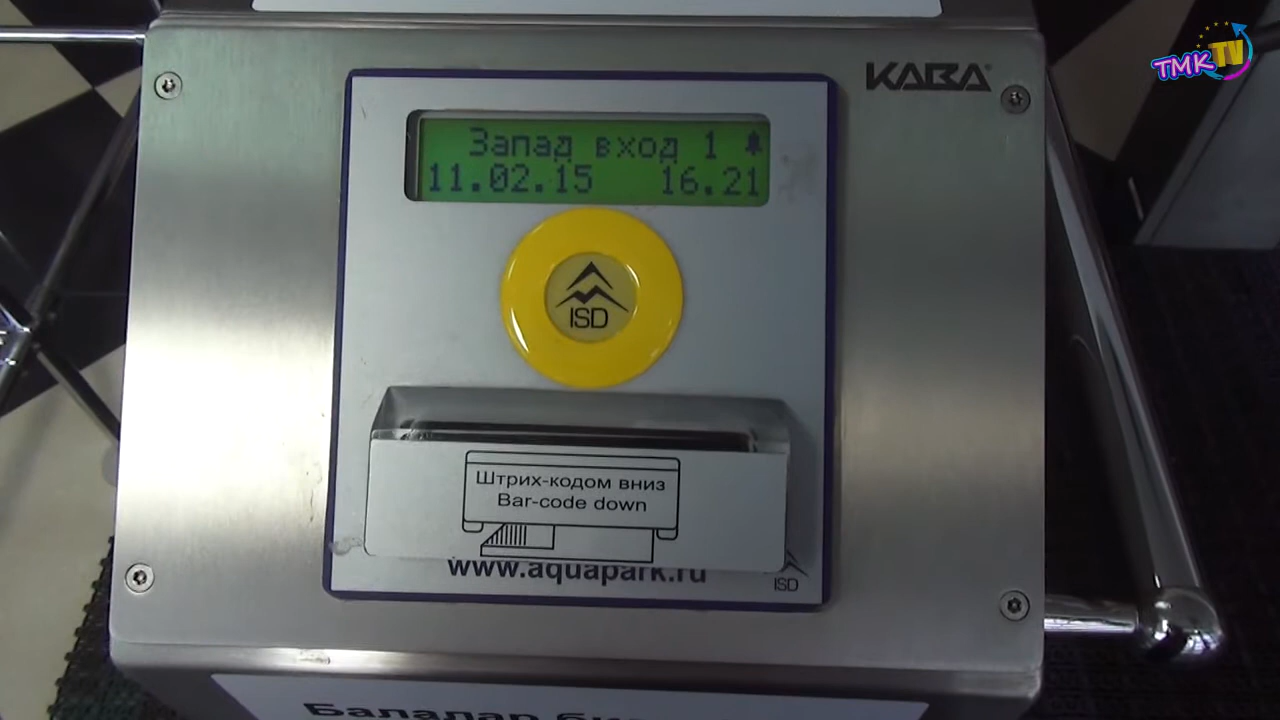 TMK TV
KABA®
Запад вход 1
11.02.15 16.21
ISD
Штрих-кодом вниз
Bar-code down
www.aquapark.ru
ISD
Балалар